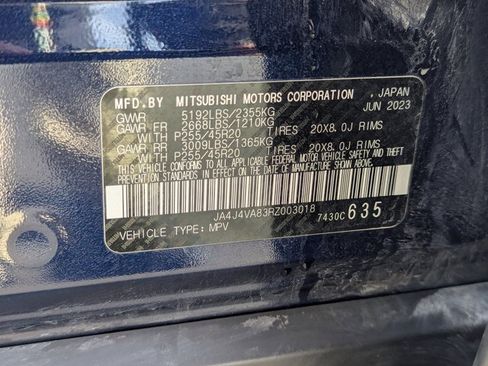 MFD.BY MITSUBISHI MOTORS CORPORATION , JAPAN
GWR 5192LBS/2355KG JUN 2023
GAWR FR 2668LBS/1210KG
WITH P255/45R20 TIRES 20X8.0J RIMS
GAWR RR 3009LBS/1365KG
WITH P255/45R20 TIRES 20X8.0J RIMS
THIS VEHICLE CONFORMS TO ALL APPLICABLE FEDERAL MOTOR VEHICLE SAFETY AND THEFT
PREVENTION STANDARDS IN EFFECT ON THE DATE OF MANUFACTURE SHOWN ABOVE.
JA4J4VA83RZ003018 7430C 635
VEHICLE TYPE: MPV